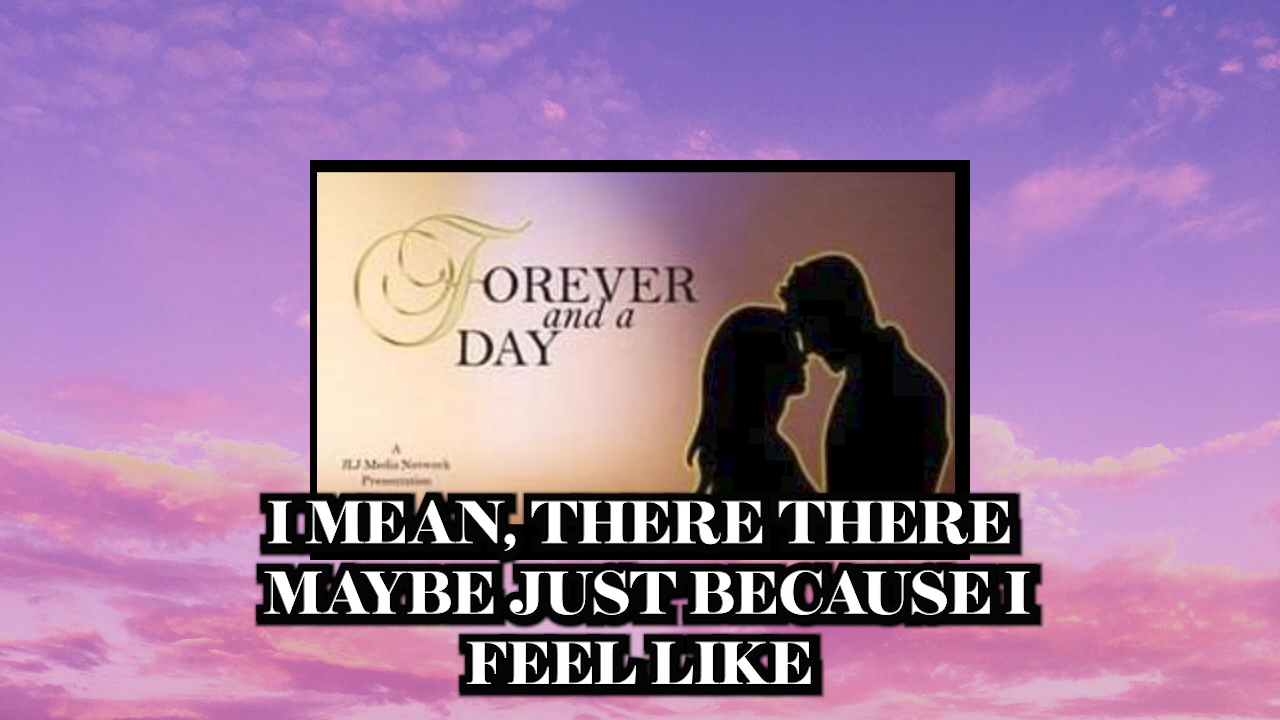 FOREVER
and a
DAY
A
JLJ Media Network
Presentation
I MEAN, THERE THERE
MAYBE JUST BECAUSE I
FEEL LIKE